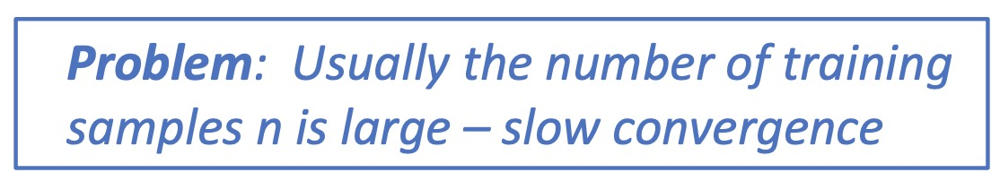 Problem:  Usually the number of training
samples n is large – slow convergence